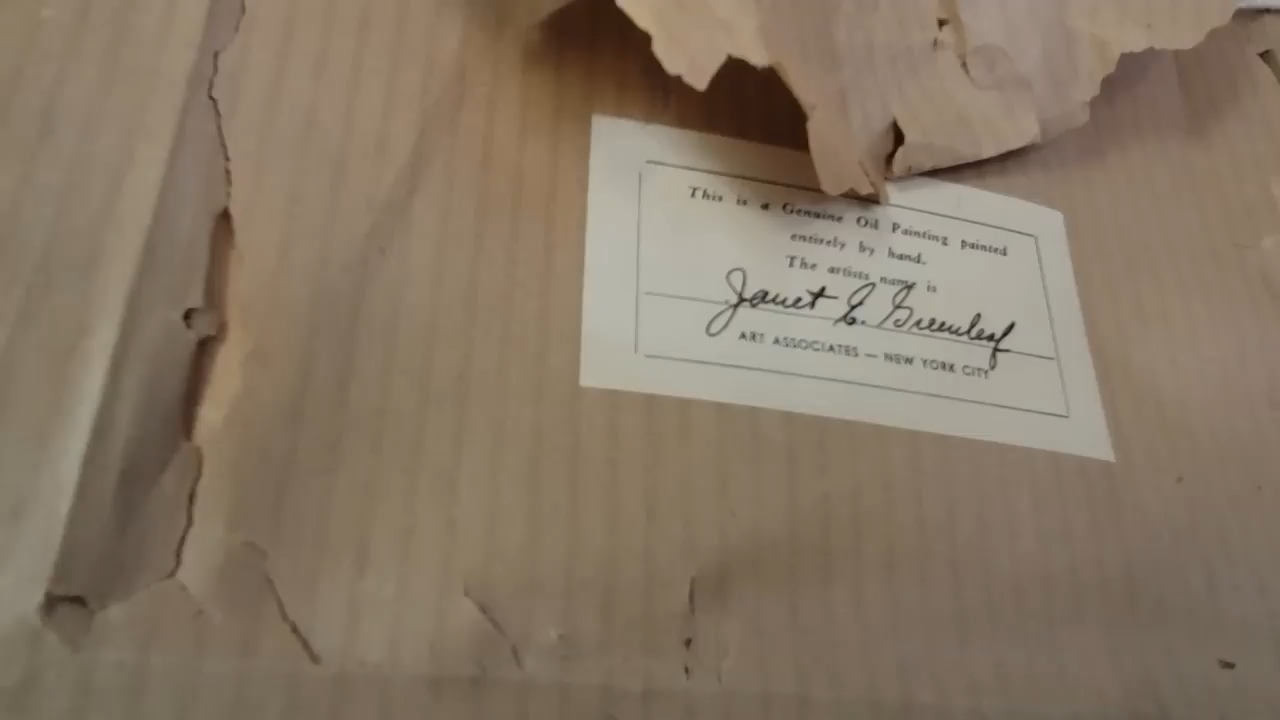 This is a Genuine Oil Painting painted
entirely by hand.
The artists name is
Janet E. Greenleaf
ART ASSOCIATES — NEW YORK CITY